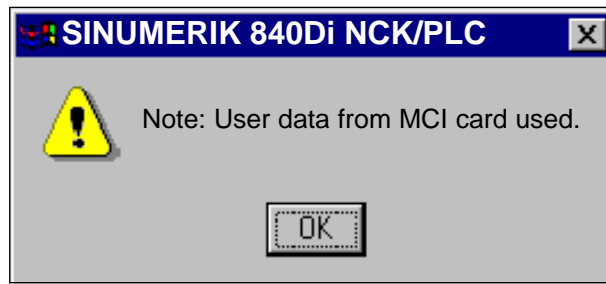 SINUMERIK 840Di NCK/PLC
Note: User data from MCI card used.
OK